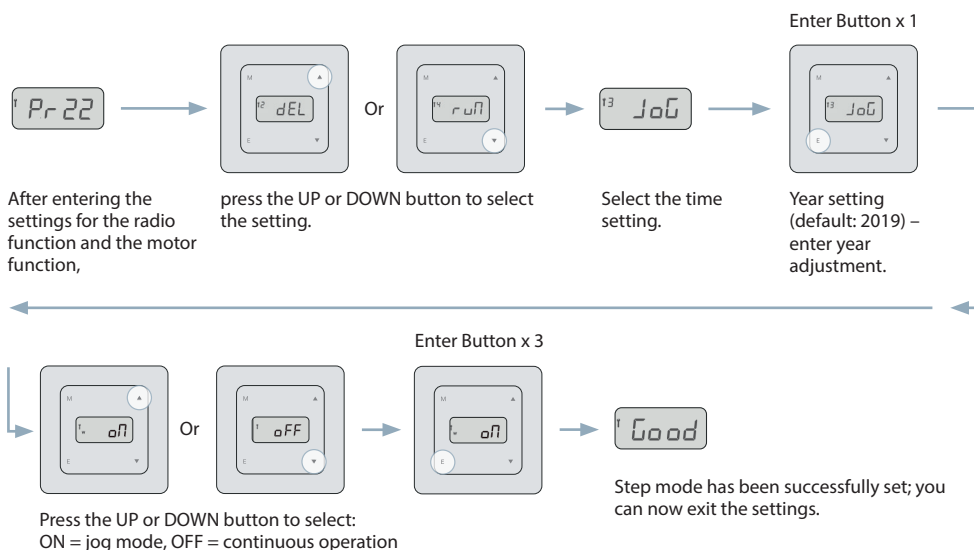 Enter Button x 1
Pr22
M
dEL
E
Or
M
run
E
JoG
M
JoG
E
After entering the
settings for the radio
function and the motor
function,
press the UP or DOWN button to select
the setting.
Select the time
setting.
Year setting
(default: 2019) –
enter year
adjustment.
Enter Button x 3
M
on
E
Or
M
oFF
E
M
on
E
Good
Press the UP or DOWN button to select:
ON = jog mode, OFF = continuous operation
Step mode has been successfully set; you
can now exit the settings.